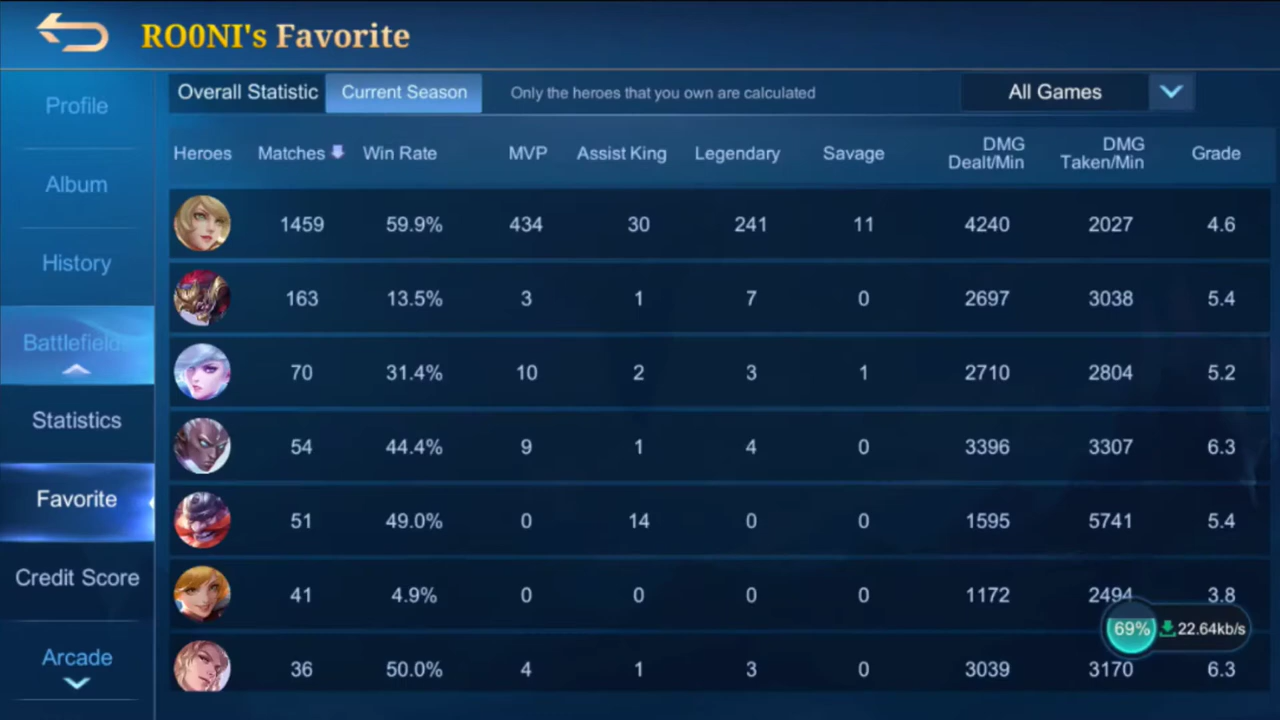 RO0NI's Favorite
Profile
Album
History
Battlefield
Statistics
Favorite
Credit Score
Arcade
Overall Statistic Current Season Only the heroes that you own are calculated All Games
Heroes Matches Win Rate MVP Assist King Legendary Savage DMG Dealt/Min DMG Taken/Min Grade
1459 59.9% 434 30 241 11 4240 2027 4.6
163 13.5% 3 1 7 0 2697 3038 5.4
70 31.4% 10 2 3 1 2710 2804 5.2
54 44.4% 9 1 4 0 3396 3307 6.3
51 49.0% 0 14 0 0 1595 5741 5.4
41 4.9% 0 0 0 0 1172 2494 3.8
69% 22.64kb/s
36 50.0% 4 1 3 0 3039 3170 6.3